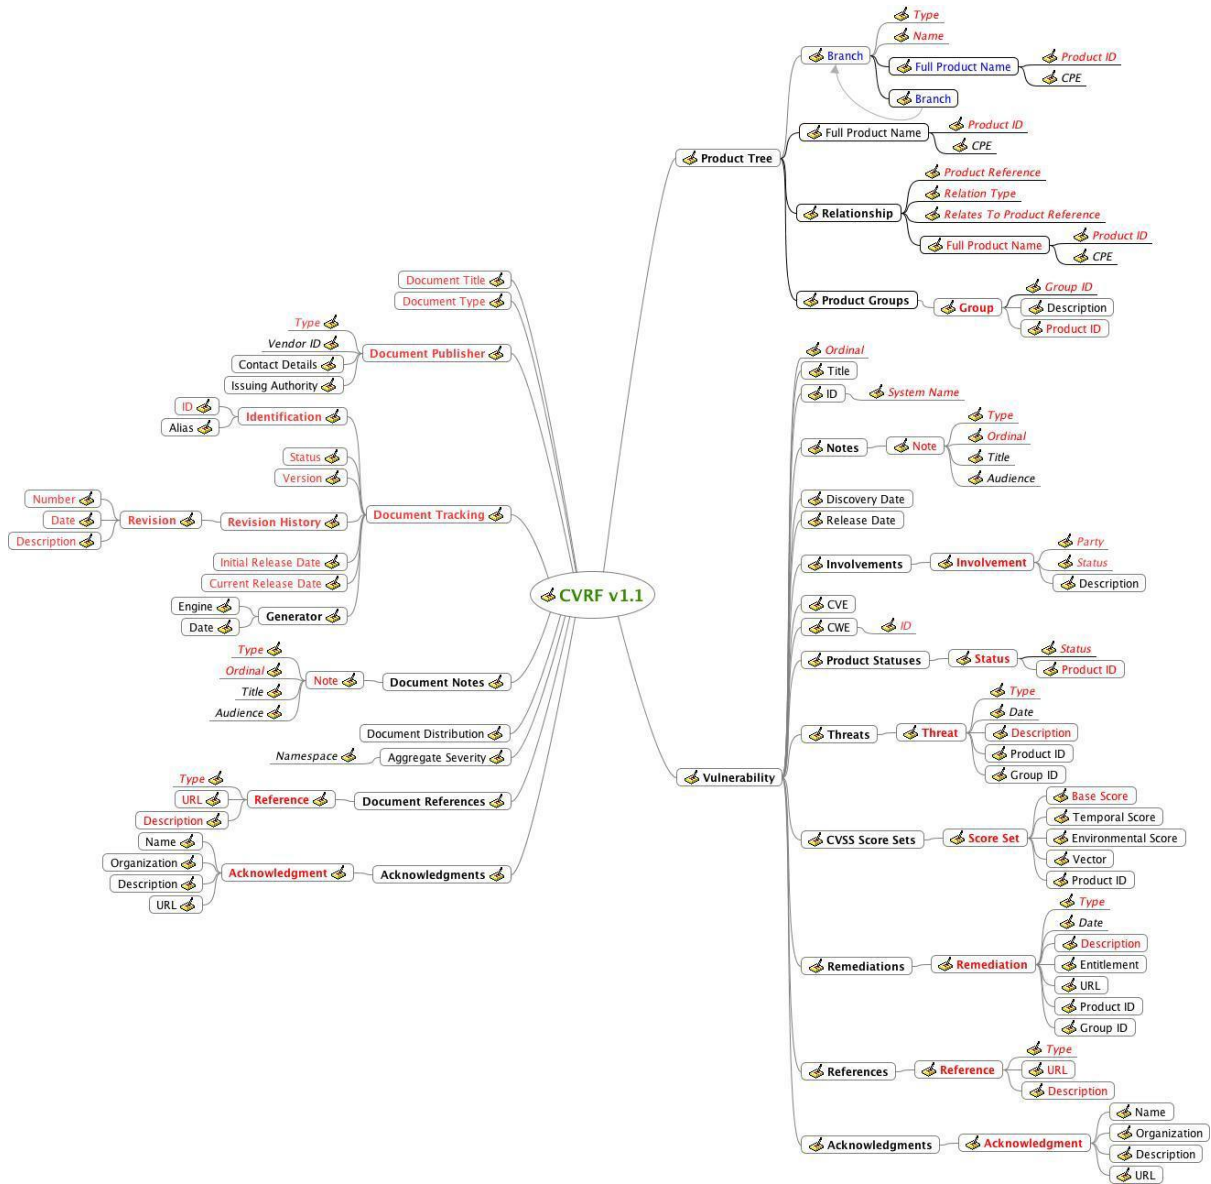 CVRF v1.1
Document Title
Document Type
Document Publisher
Type
Vendor ID
Contact Details
Issuing Authority
Document Tracking
Identification
ID
Alias
Status
Version
Revision History
Revision
Number
Date
Description
Initial Release Date
Current Release Date
Generator
Engine
Date
Document Notes
Note
Type
Ordinal
Title
Audience
Document Distribution
Aggregate Severity
Namespace
Document References
Reference
Type
URL
Description
Acknowledgments
Acknowledgment
Name
Organization
Description
URL
Product Tree
Branch
Type
Name
Full Product Name
Product ID
CPE
Branch
Full Product Name
Product ID
CPE
Relationship
Product Reference
Relation Type
Relates To Product Reference
Full Product Name
Product ID
CPE
Product Groups
Group
Group ID
Description
Product ID
Vulnerability
Ordinal
Title
ID
System Name
Notes
Note
Type
Ordinal
Title
Audience
Discovery Date
Release Date
Involvements
Involvement
Party
Status
Description
CVE
CWE
ID
Product Statuses
Status
Status
Product ID
Threats
Threat
Type
Date
Description
Product ID
Group ID
CVSS Score Sets
Score Set
Base Score
Temporal Score
Environmental Score
Vector
Product ID
Remediations
Remediation
Type
Date
Description
Entitlement
URL
Product ID
Group ID
References
Reference
Type
URL
Description
Acknowledgments
Acknowledgment
Name
Organization
Description
URL